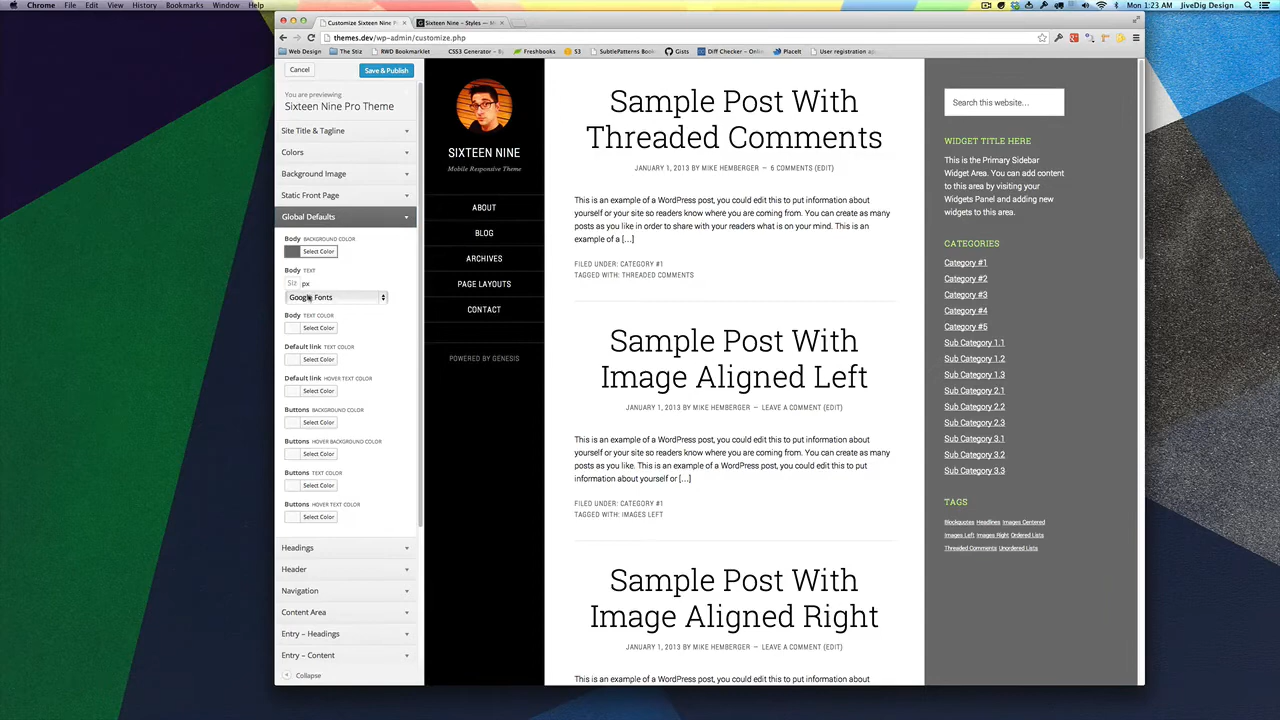 Chrome File Edit View History Bookmarks Window Help
Mon 1:23 AM JiveDig Design
Customize Sixteen Nine P
Sixteen Nine – Styles — M
themes.dev/wp-admin/customize.php
Web Design The Stiz RWD Bookmarklet CSS3 Generator – B Freshbooks S3 SubtlePatterns Book Gists Diff Checker – Onli PlaceIt User registration a
Cancel
Save & Publish
You are previewing
Sixteen Nine Pro Theme
Site Title & Tagline
Colors
Background Image
Static Front Page
Global Defaults
Body BACKGROUND COLOR
Select Color
Body TEXT
Siz px
Google Fonts
Body TEXT COLOR
Select Color
Default link TEXT COLOR
Select Color
Default link HOVER TEXT COLOR
Select Color
Buttons BACKGROUND COLOR
Select Color
Buttons HOVER BACKGROUND COLOR
Select Color
Buttons TEXT COLOR
Select Color
Buttons HOVER TEXT COLOR
Select Color
Headings
Header
Navigation
Content Area
Entry – Headings
Entry – Content
Collapse
SIXTEEN NINE
Mobile Responsive Theme
ABOUT
BLOG
ARCHIVES
PAGE LAYOUTS
CONTACT
POWERED BY GENESIS
Sample Post With
Threaded Comments
JANUARY 1, 2013 BY MIKE HEMBERGER — 6 COMMENTS (EDIT)
This is an example of a WordPress post, you could edit this to put information about
yourself or your site so readers know where you are coming from. You can create as many
posts as you like in order to share with your readers what is on your mind. This is an
example of a […]
FILED UNDER: CATEGORY #1
TAGGED WITH: THREADED COMMENTS
Sample Post With
Image Aligned Left
JANUARY 1, 2013 BY MIKE HEMBERGER — LEAVE A COMMENT (EDIT)
This is an example of a WordPress post, you could edit this to put information about
yourself or your site so readers know where you are coming from. You can create as many
posts as you like. This is an example of a WordPress post, you could edit this to put
information about yourself or […]
FILED UNDER: CATEGORY #1
TAGGED WITH: IMAGES LEFT
Sample Post With
Image Aligned Right
JANUARY 1, 2013 BY MIKE HEMBERGER — LEAVE A COMMENT (EDIT)
This is an example of a WordPress post, you could edit this to put information about
Search this website…
WIDGET TITLE HERE
This is the Primary Sidebar
Widget Area. You can add content
to this area by visiting your
Widgets Panel and adding new
widgets to this area.
CATEGORIES
Category #1
Category #2
Category #3
Category #4
Category #5
Sub Category 1.1
Sub Category 1.2
Sub Category 1.3
Sub Category 2.1
Sub Category 2.2
Sub Category 2.3
Sub Category 3.1
Sub Category 3.2
Sub Category 3.3
TAGS
Blockquotes Headlines Images Centered
Images Left Images Right Ordered Lists
Threaded Comments Unordered Lists